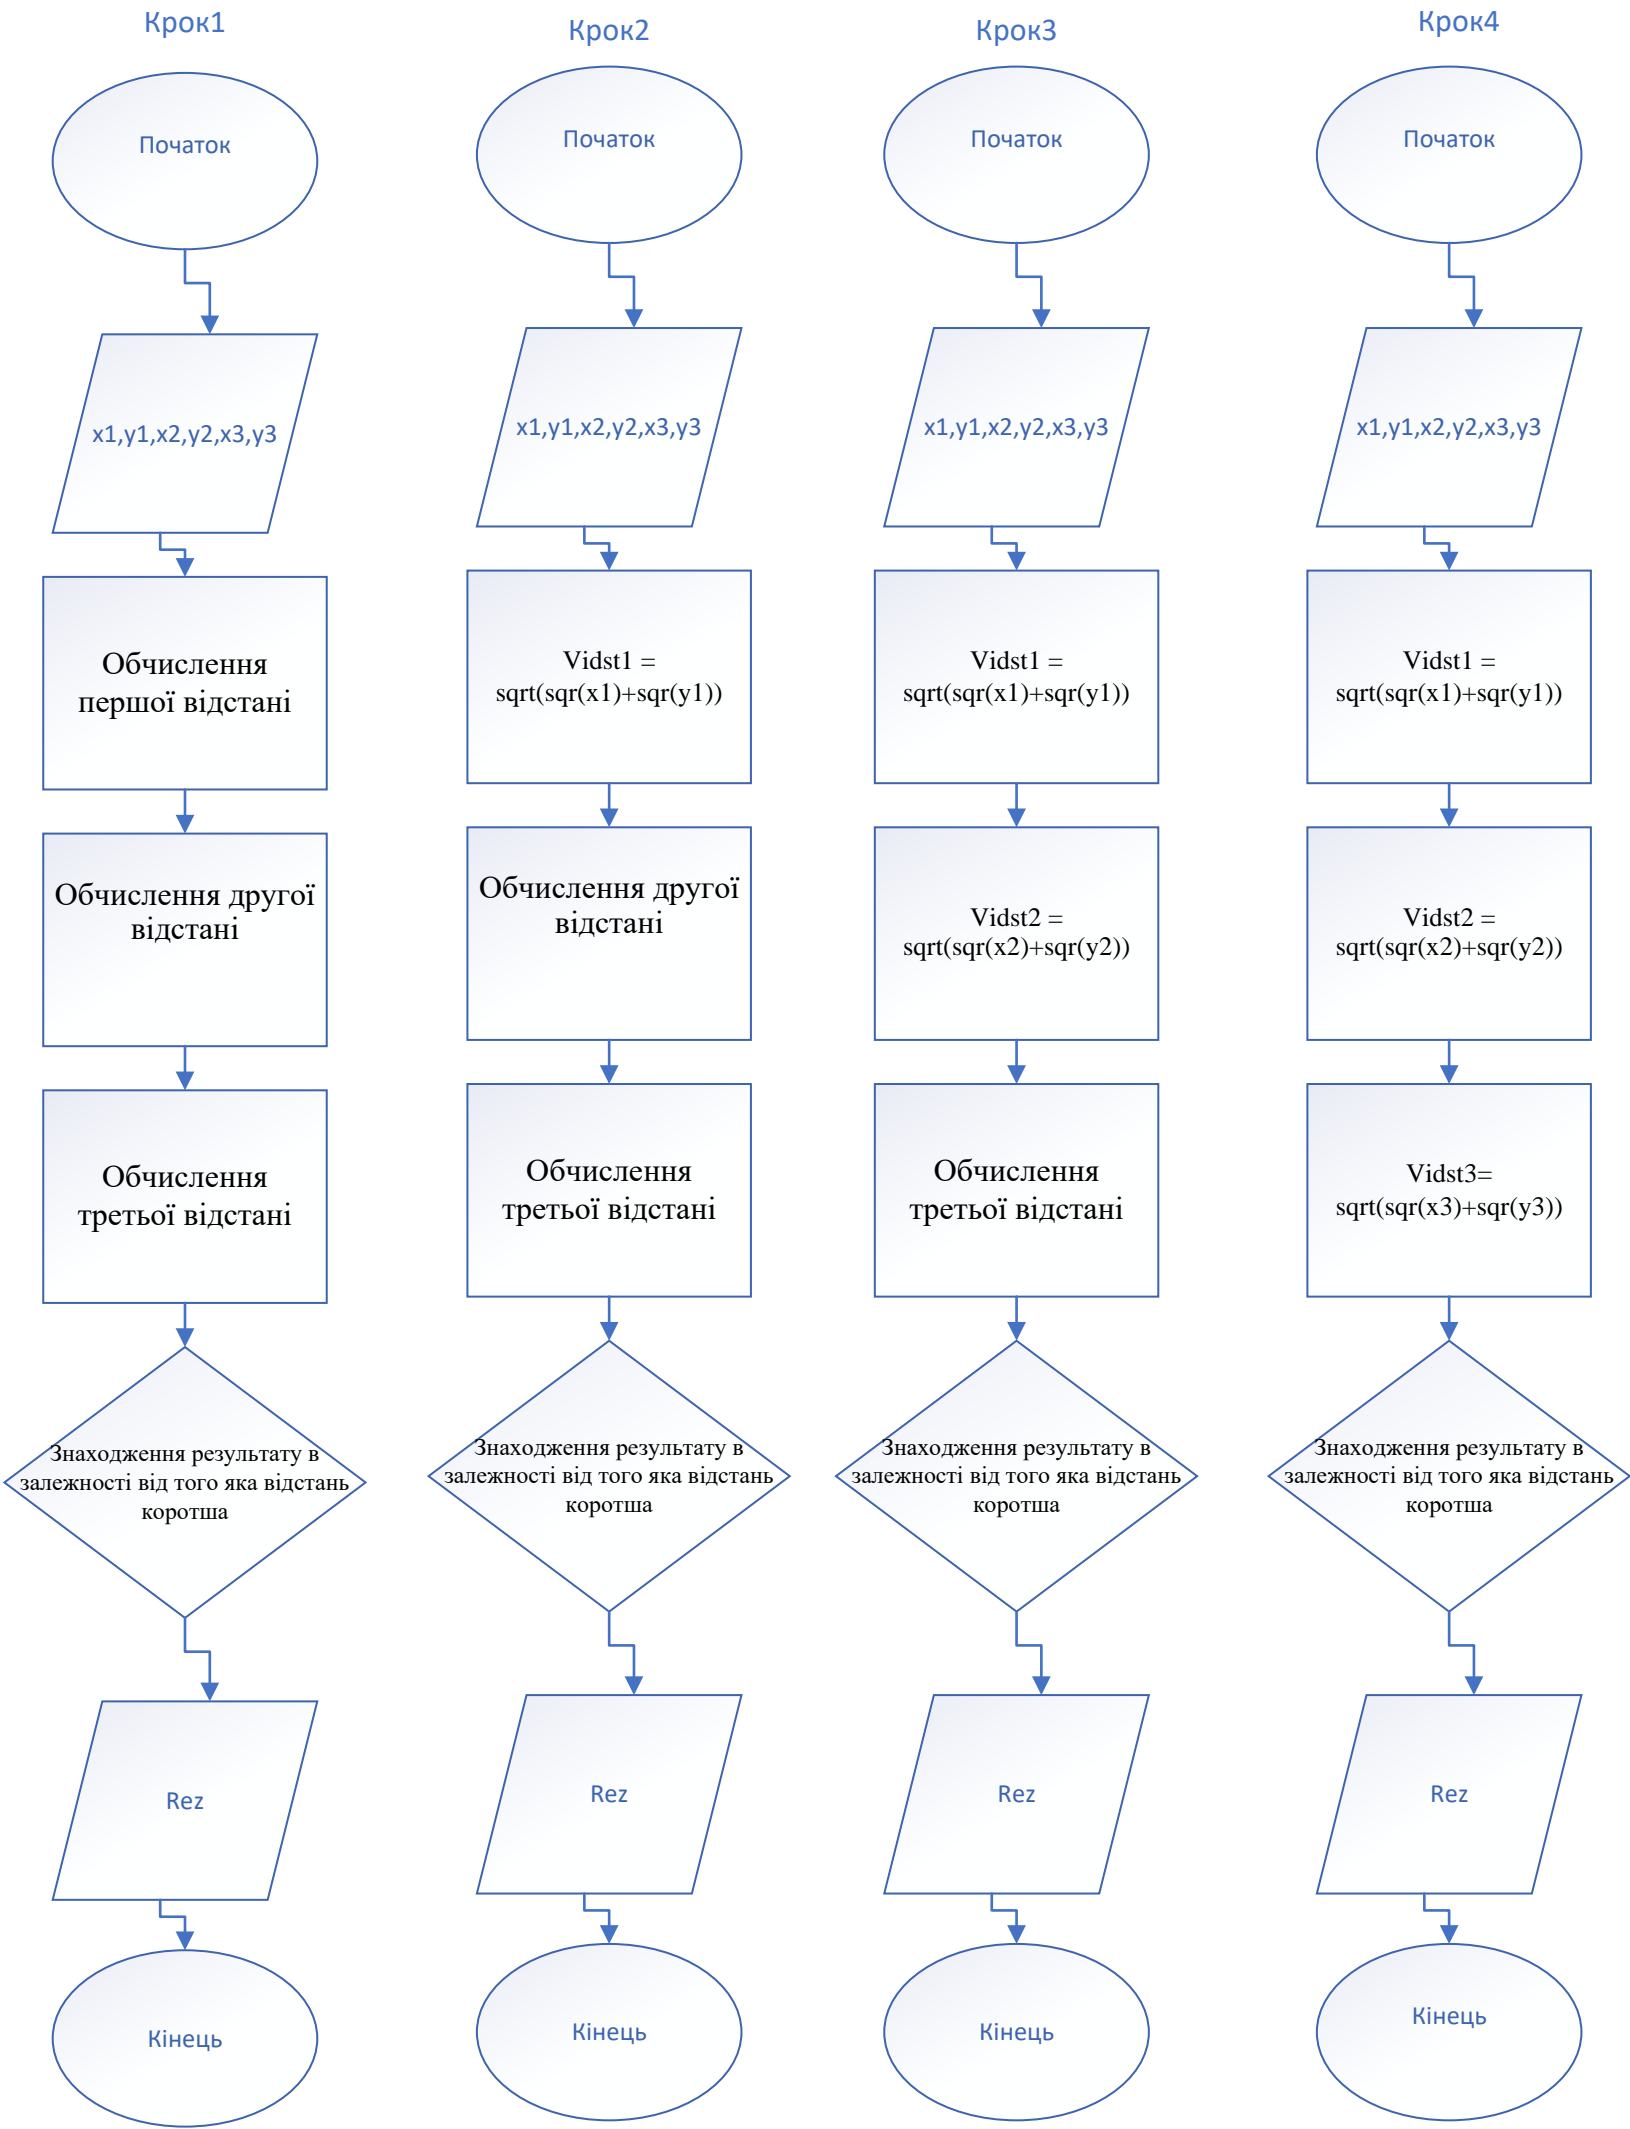 Крок1
Початок
x1,y1,x2,y2,x3,y3
Обчислення
першої відстані
Обчислення другої
відстані
Обчислення
третьої відстані
Знаходження результату в
залежності від того яка відстань
коротша
Rez
Кінець
Крок2
Початок
x1,y1,x2,y2,x3,y3
Vidst1 =
sqrt(sqr(x1)+sqr(y1))
Обчислення другої
відстані
Обчислення
третьої відстані
Знаходження результату в
залежності від того яка відстань
коротша
Rez
Кінець
Крок3
Початок
x1,y1,x2,y2,x3,y3
Vidst1 =
sqrt(sqr(x1)+sqr(y1))
Vidst2 =
sqrt(sqr(x2)+sqr(y2))
Обчислення
третьої відстані
Знаходження результату в
залежності від того яка відстань
коротша
Rez
Кінець
Крок4
Початок
x1,y1,x2,y2,x3,y3
Vidst1 =
sqrt(sqr(x1)+sqr(y1))
Vidst2 =
sqrt(sqr(x2)+sqr(y2))
Vidst3=
sqrt(sqr(x3)+sqr(y3))
Знаходження результату в
залежності від того яка відстань
коротша
Rez
Кінець